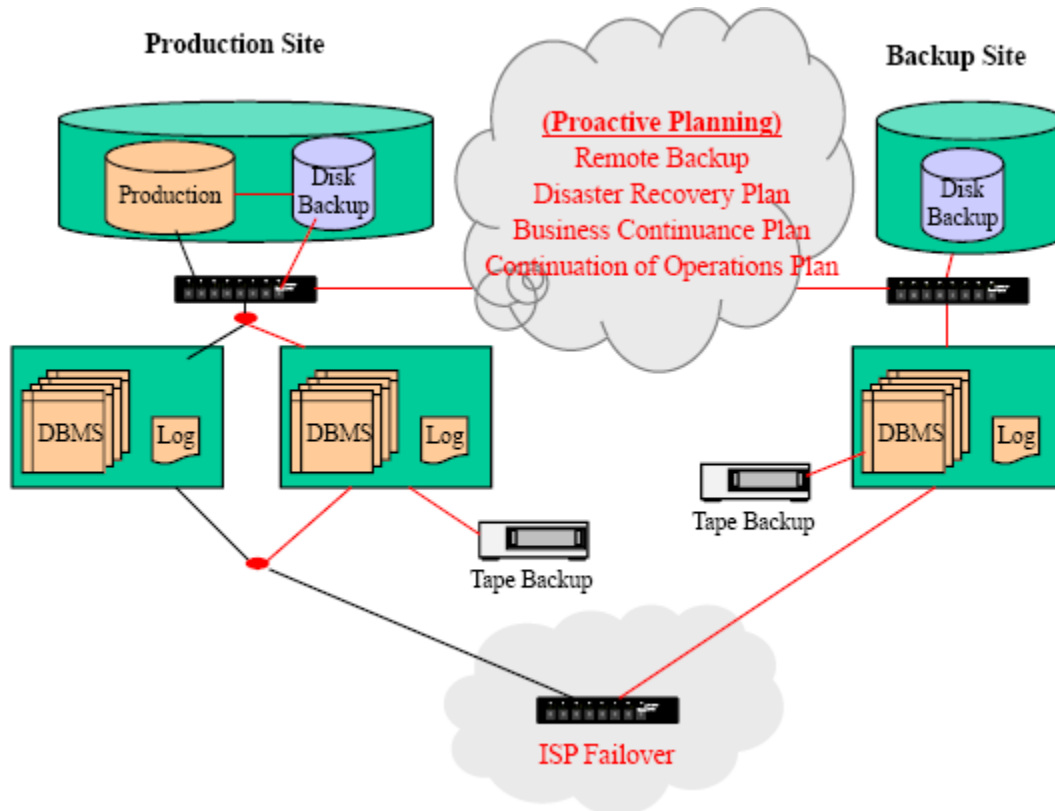 Production Site
Backup Site
(Proactive Planning)
Remote Backup
Disaster Recovery Plan
Business Continuance Plan
Continuation of Operations Plan
Production
Disk
Backup
Disk
Backup
DBMS
Log
DBMS
Log
DBMS
Log
Tape Backup
Tape Backup
ISP Failover